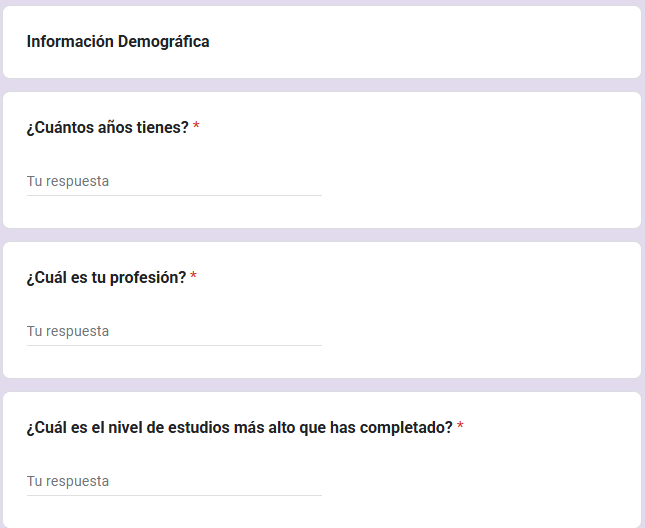 Información Demográfica
¿Cuántos años tienes? *
Tu respuesta
¿Cuál es tu profesión? *
Tu respuesta
¿Cuál es el nivel de estudios más alto que has completado? *
Tu respuesta